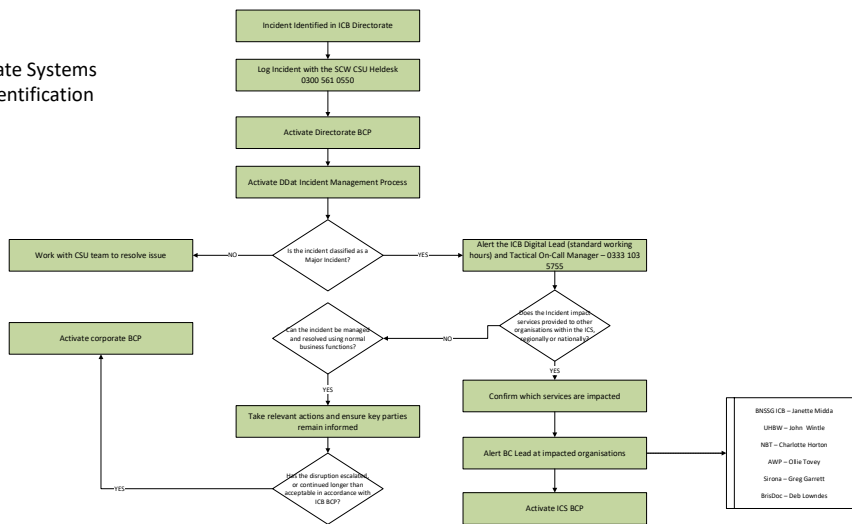 ate Systems
entification
Incident Identified in ICB Directorate
Log Incident with the SCW CSU Helpdesk
0300 561 0550
Activate Directorate BCP
Activate DDat Incident Management Process
Is the incident classified as a
Major Incident?
NO
YES
Work with CSU team to resolve issue
Alert the ICB Digital Lead (standard working
hours) and Tactical On-Call Manager – 0333 103
5755
Does the Incident impact
services provided to other
organisations within the ICS,
regionally or nationally?
NO
Can the incident be managed
and resolved using normal
business functions?
Activate corporate BCP
YES
YES
Confirm which services are impacted
Take relevant actions and ensure key parties
remain informed
Alert BC Lead at impacted organisations
Has the disruption escalated
or continued longer than
acceptable in accordance with
ICB BCP?
YES
Activate ICS BCP
BNSSG ICB – Janette Midda
UHBW – John Wintle
NBT – Charlotte Horton
AWP – Ollie Tovey
Sirona – Greg Garrett
BrisDoc – Deb Lowndes